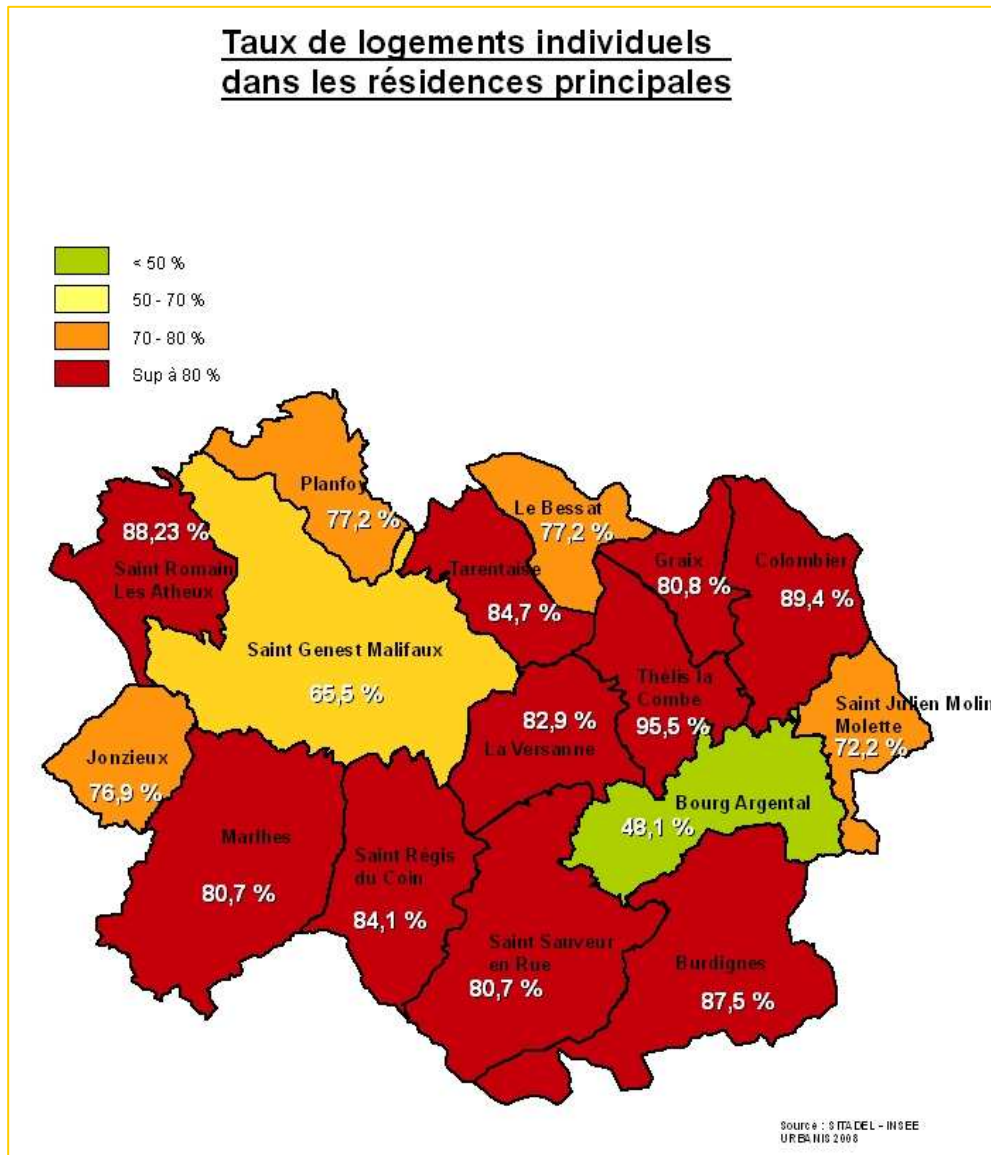 Taux de logements individuels
dans les résidences principales
< 50 %
50 - 70 %
70 - 80 %
Sup à 80 %
Planfoy
77,2 %
Le Bessat
77,2 %
88,23 %
Saint Romain
Les Atheux
Tarentaise
84,7 %
Graix
80,8 %
Colombier
89,4 %
Saint Genest Malifaux
65,5 %
Thélis la
Combe
95,5 %
Saint Julien Molin
Molette
72,2 %
82,9 %
La Versanne
Jonzieux
76,9 %
Bourg Argental
48,1 %
Marlhes
80,7 %
Saint Régis
du Coin
84,1 %
Saint Sauveur
en Rue
80,7 %
Burdignes
87,5 %
Source : SITADEL - INSEE
URBANIS 2008